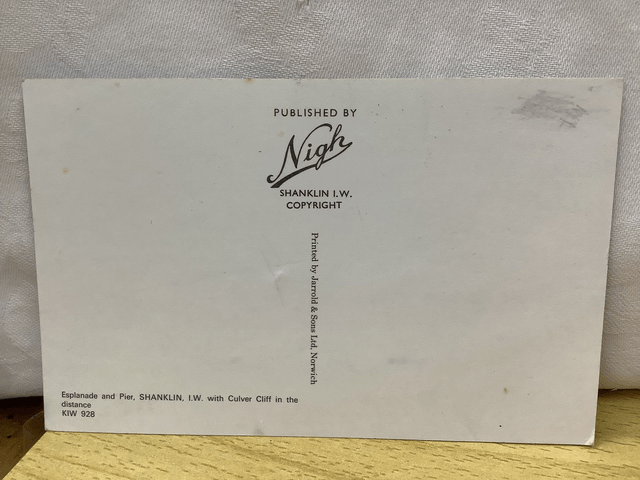 PUBLISHED BY
Nigh
SHANKLIN I.W.
COPYRIGHT
Printed by Jarrold & Sons Ltd, Norwich
Esplanade and Pier, SHANKLIN, I.W. with Culver Cliff in the
distance
KIW 928